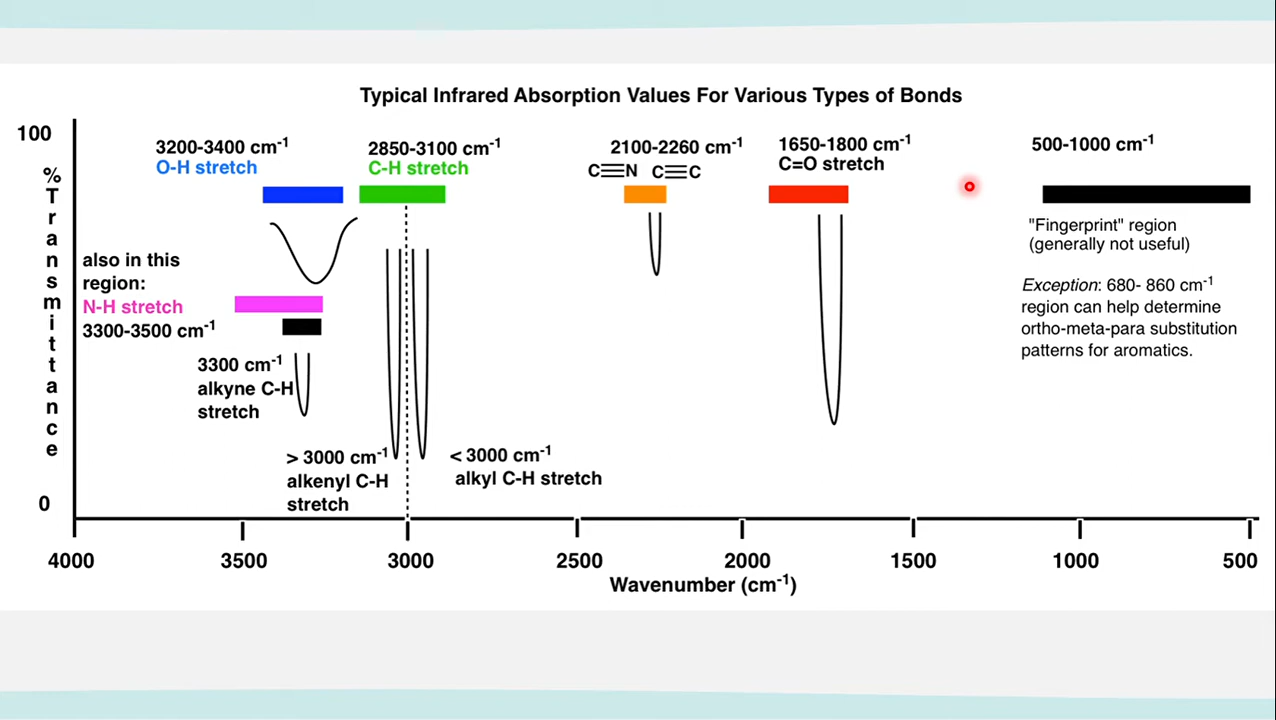 Typical Infrared Absorption Values For Various Types of Bonds
100
% Transmittance
0
3200-3400 cm⁻¹
O-H stretch
2850-3100 cm⁻¹
C-H stretch
2100-2260 cm⁻¹
C≡N C≡C
1650-1800 cm⁻¹
C=O stretch
500-1000 cm⁻¹
"Fingerprint" region
(generally not useful)
Exception: 680- 860 cm⁻¹
region can help determine
ortho-meta-para substitution
patterns for aromatics.
also in this
region:
N-H stretch
3300-3500 cm⁻¹
3300 cm⁻¹
alkyne C-H
stretch
> 3000 cm⁻¹
alkenyl C-H
stretch
< 3000 cm⁻¹
alkyl C-H stretch
4000 3500 3000 2500 2000 1500 1000 500
Wavenumber (cm⁻¹)